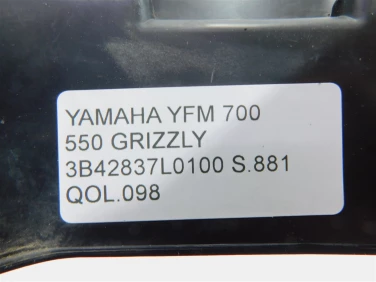 YAMAHA YFM 700
550 GRIZZLY
3B42837L0100 S.881
QOL.098